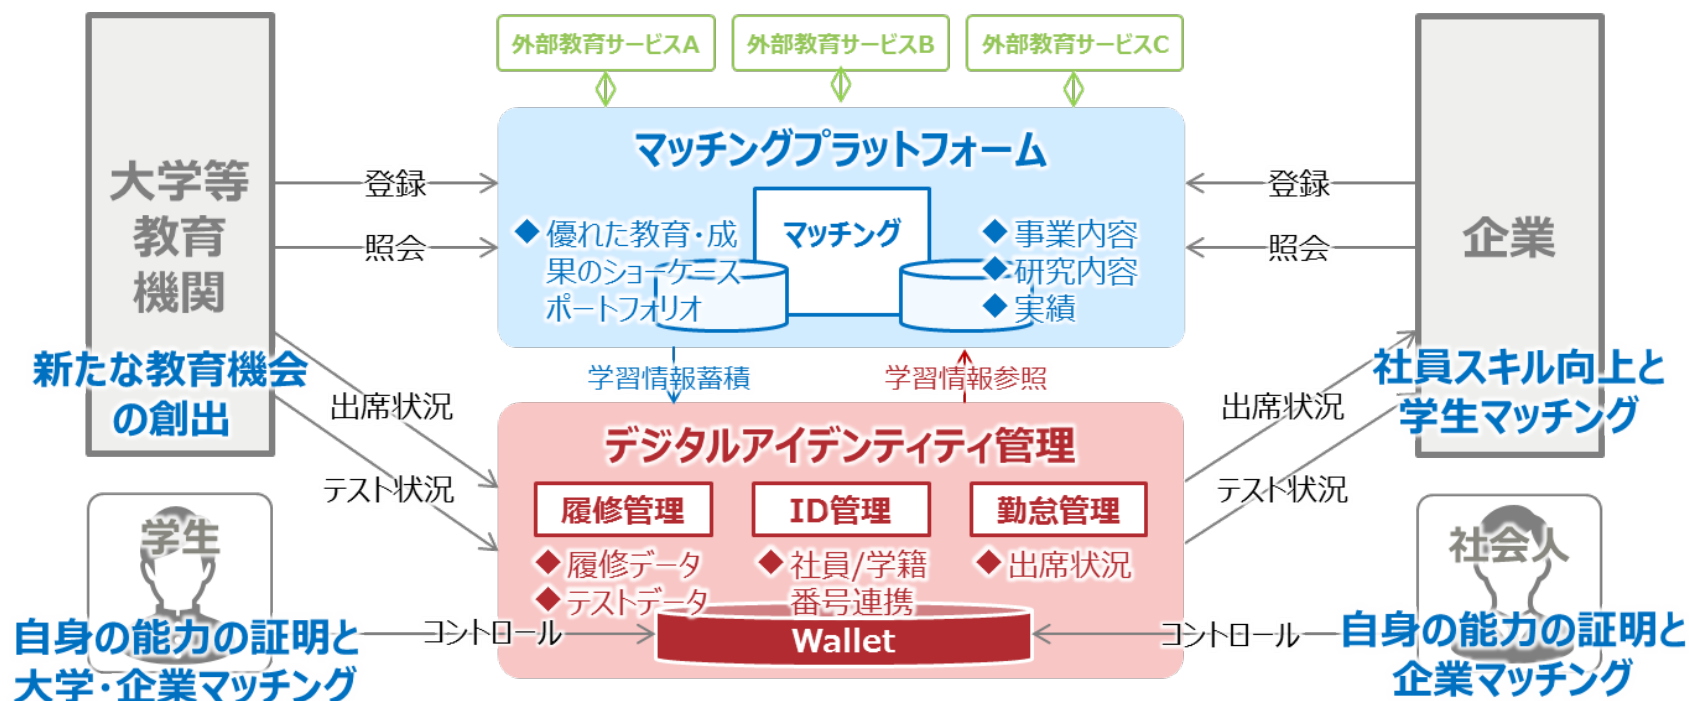 外部教育サービスA
外部教育サービスB
外部教育サービスC
マッチングプラットフォーム
大学等
教育
機関
登録
照会
◆ 優れた教育・成
果のショーケース
ポートフォリオ
マッチング
◆ 事業内容
◆ 研究内容
◆ 実績
登録
照会
企業
新たな教育機会
の創出
学習情報蓄積
学習情報参照
社員スキル向上と
学生マッチング
出席状況
テスト状況
出席状況
テスト状況
デジタルアイデンティティ管理
履修管理
ID管理
勤怠管理
◆ 履修データ
◆ テストデータ
◆ 社員/学籍
番号連携
◆ 出席状況
Wallet
学生
自身の能力の証明と
大学・企業マッチング
コントロール
コントロール
社会人
自身の能力の証明と
企業マッチング